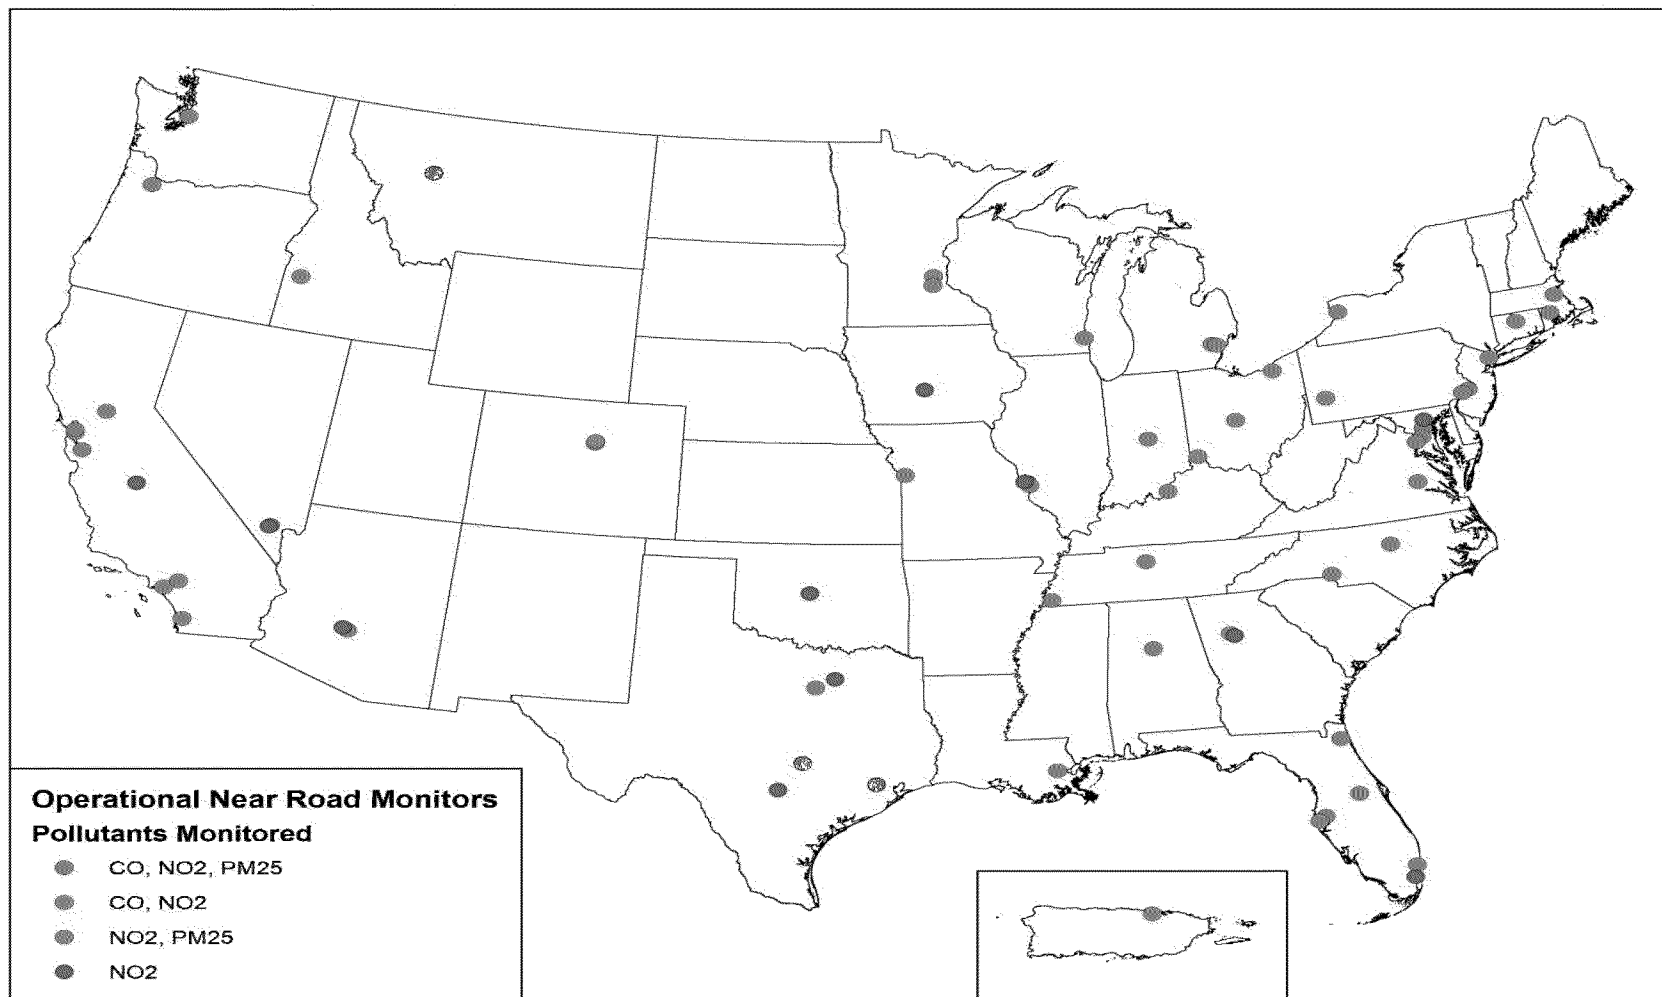 Operational Near Road Monitors
Pollutants Monitored
CO, NO2, PM25
CO, NO2
NO2, PM25
NO2